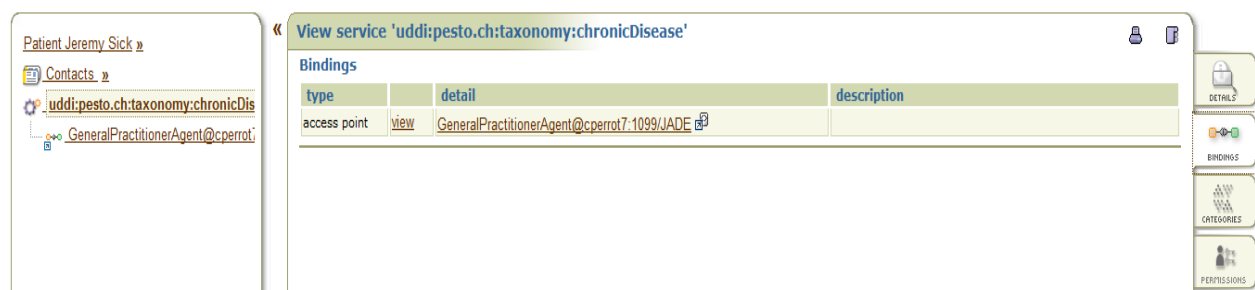 Patient Jeremy Sick »
Contacts »
uddi:pesto.ch:taxonomy:chronicDis
GeneralPractitionerAgent@cperrot7:
«
View service 'uddi:pesto.ch:taxonomy:chronicDisease'
Bindings
type detail description
access point view GeneralPractitionerAgent@cperrot7:1099/JADE
DETAILS
BINDINGS
CATEGORIES
PERMISSIONS